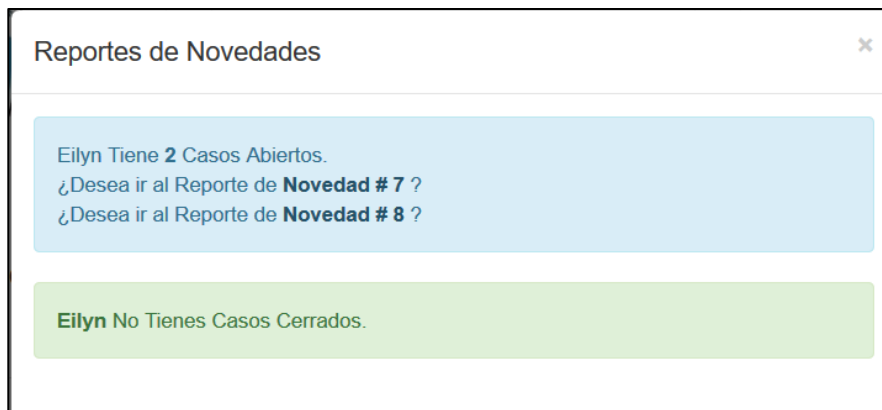 Reportes de Novedades
×
Eilyn Tiene 2 Casos Abiertos.
¿Desea ir al Reporte de Novedad # 7 ?
¿Desea ir al Reporte de Novedad # 8 ?
Eilyn No Tienes Casos Cerrados.